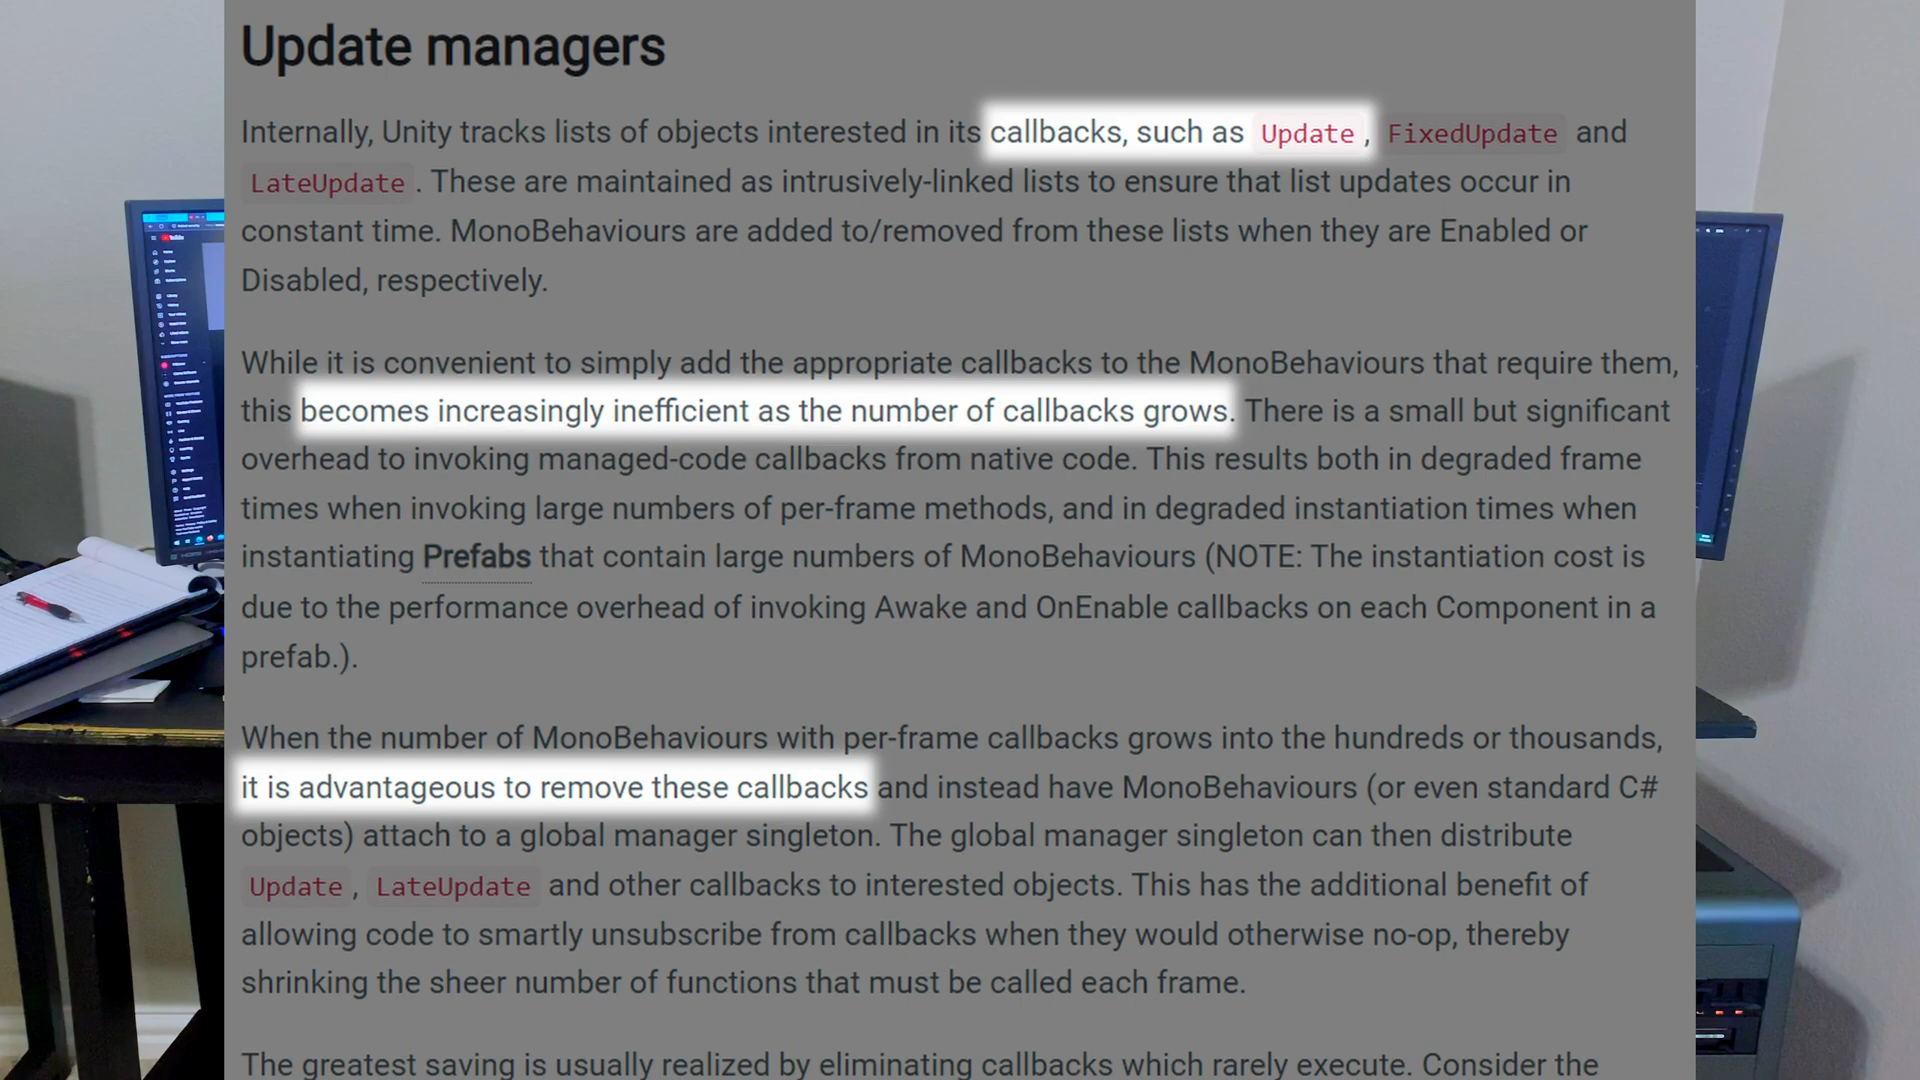 Update managers
Internally, Unity tracks lists of objects interested in its callbacks, such as Update, FixedUpdate and
LateUpdate. These are maintained as intrusively-linked lists to ensure that list updates occur in
constant time. MonoBehaviours are added to/removed from these lists when they are Enabled or
Disabled, respectively.
While it is convenient to simply add the appropriate callbacks to the MonoBehaviours that require them,
this becomes increasingly inefficient as the number of callbacks grows. There is a small but significant
overhead to invoking managed-code callbacks from native code. This results both in degraded frame
times when invoking large numbers of per-frame methods, and in degraded instantiation times when
instantiating Prefabs that contain large numbers of MonoBehaviours (NOTE: The instantiation cost is
due to the performance overhead of invoking Awake and OnEnable callbacks on each Component in a
prefab.).
When the number of MonoBehaviours with per-frame callbacks grows into the hundreds or thousands,
it is advantageous to remove these callbacks and instead have MonoBehaviours (or even standard C#
objects) attach to a global manager singleton. The global manager singleton can then distribute
Update, LateUpdate and other callbacks to interested objects. This has the additional benefit of
allowing code to smartly unsubscribe from callbacks when they would otherwise no-op, thereby
shrinking the sheer number of functions that must be called each frame.
The greatest saving is usually realized by eliminating callbacks which rarely execute. Consider the